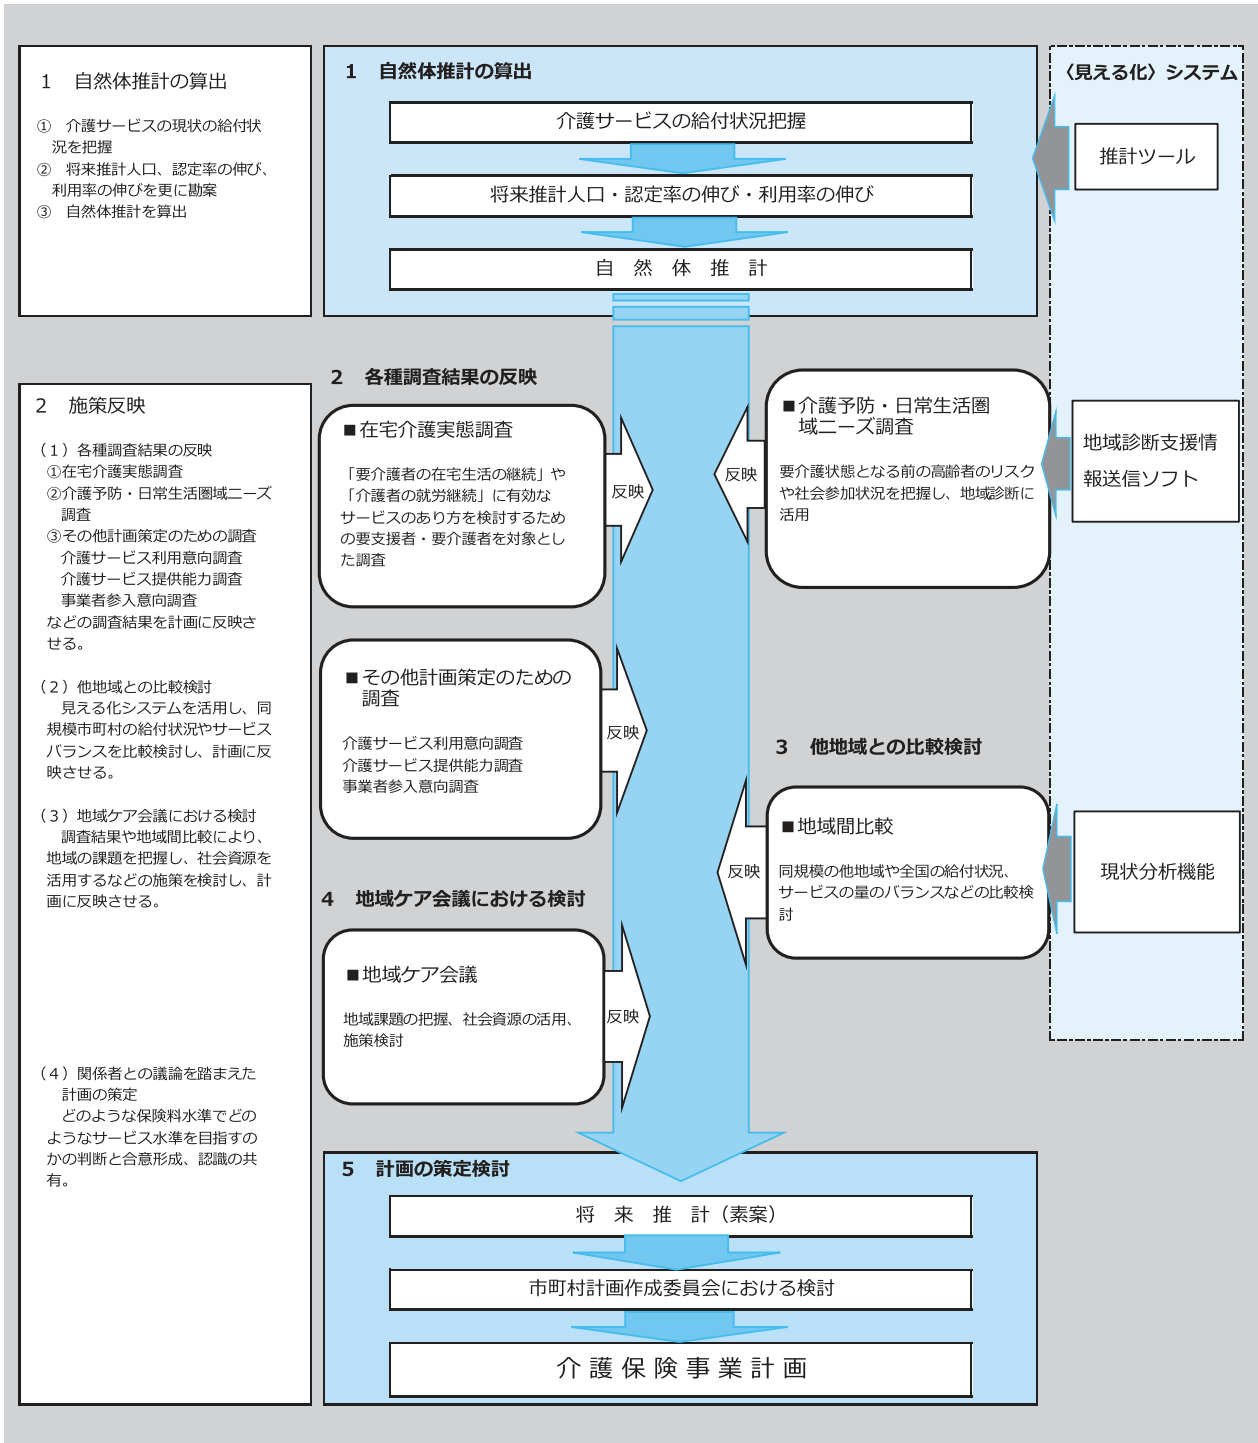 1　自然体推計の算出
①　介護サービスの現状の給付状
況を把握
②　将来推計人口、認定率の伸び、
利用率の伸びを更に勘案
③　自然体推計を算出
1　自然体推計の算出
介護サービスの給付状況把握
将来推計人口・認定率の伸び・利用率の伸び
自　然　体　推　計
〈見える化〉システム
推計ツール
2　施策反映
（１）各種調査結果の反映
①在宅介護実態調査
②介護予防・日常生活圏域ニーズ
調査
③その他計画策定のための調査
介護サービス利用意向調査
介護サービス提供能力調査
事業者参入意向調査
などの調査結果を計画に反映さ
せる。
（２）他地域との比較検討
見える化システムを活用し、同
規模市町村の給付状況やサービス
バランスを比較検討し、計画に反
映させる。
（３）地域ケア会議における検討
調査結果や地域間比較により、
地域の課題を把握し、社会資源を
活用するなどの施策を検討し、計
画に反映させる。
（４）関係者との議論を踏まえた
計画の策定
どのような保険料水準でどの
ようなサービス水準を目指すの
かの判断と合意形成、認識の共
有。
2　各種調査結果の反映
■在宅介護実態調査
「要介護者の在宅生活の継続」や
「介護者の就労継続」に有効な
サービスのあり方を検討するため
の要支援者・要介護者を対象とし
た調査
反映
■介護予防・日常生活圏
域ニーズ調査
要介護状態となる前の高齢者のリスク
や社会参加状況を把握し、地域診断に
活用
反映
地域診断支援情
報送信ソフト
■その他計画策定のための
調査
介護サービス利用意向調査
介護サービス提供能力調査
事業者参入意向調査
反映
3　他地域との比較検討
■地域間比較
同規模の他地域や全国の給付状況、
サービスの量のバランスなどの比較検
討
反映
現状分析機能
4　地域ケア会議における検討
■地域ケア会議
地域課題の把握、社会資源の活用、
施策検討
反映
5　計画の策定検討
将　来　推　計（素案）
市町村計画作成委員会における検討
介護保険事業計画